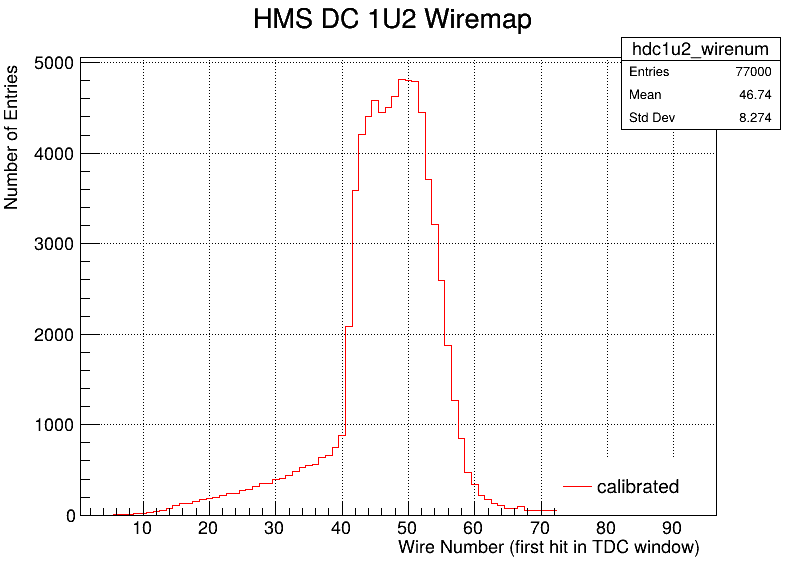 HMS DC 1U2 Wiremap
hdc1u2_wirenum
Entries 77000
Mean 46.74
Std Dev 8.274
Number of Entries
5000
4000
3000
2000
1000
0
calibrated
10 20 30 40 50 60 70 80 90
Wire Number (first hit in TDC window)